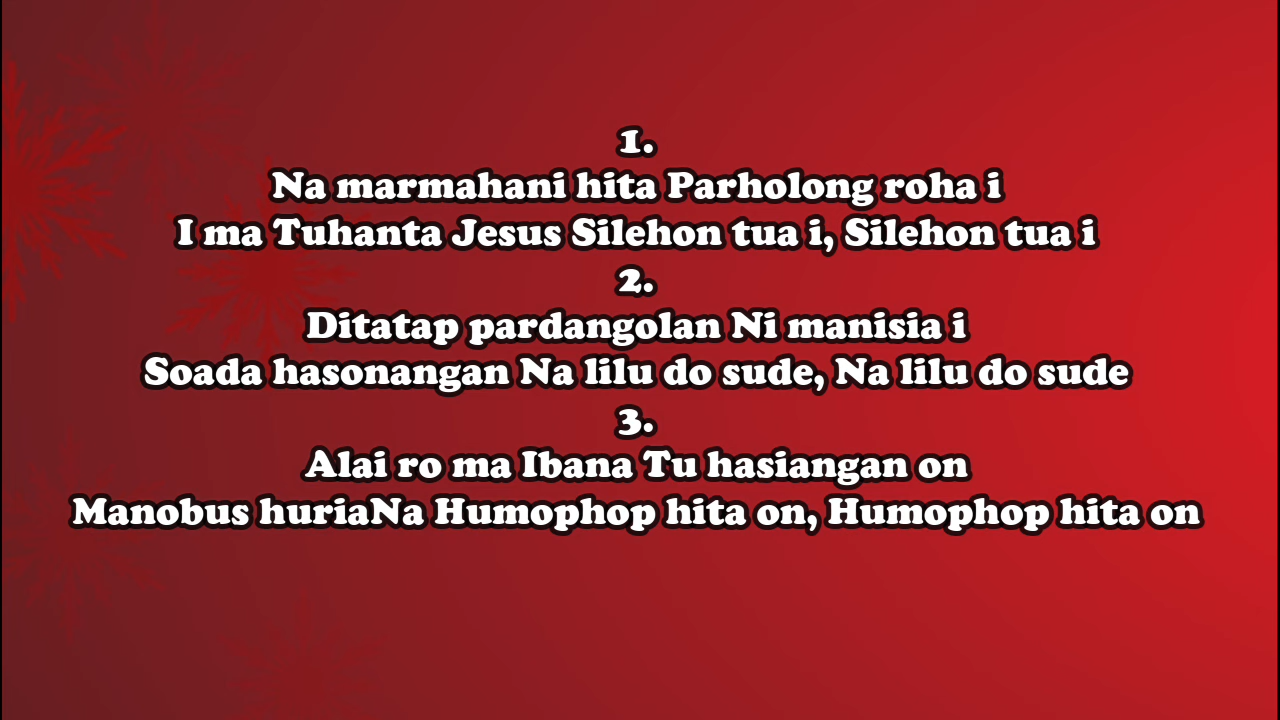 1.
Na marmahani hita Parholong roha i
I ma Tuhanta Jesus Silehon tua i, Silehon tua i
2.
Ditatap pardangolan Ni manisia i
Soada hasonangan Na lilu do sude, Na lilu do sude
3.
Alai ro ma Ibana Tu hasiangan on
Manobus huriaNa Humophop hita on, Humophop hita on